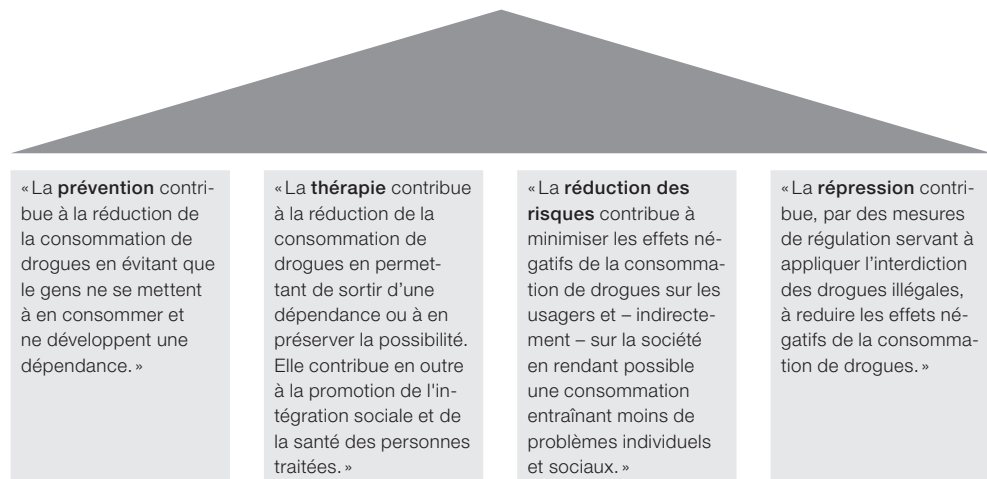 « La prévention contri-
bue à la réduction de
la consommation de
drogues en évitant que
le gens ne se mettent
à en consommer et
ne développent une
dépendance. »
« La thérapie contribue
à la réduction de la
consommation de
drogues en permet-
tant de sortir d’une
dépendance ou à en
préserver la possibilité.
Elle contribue en outre
à la promotion de l'in-
tégration sociale et de
la santé des personnes
traitées. »
« La réduction des
risques contribue à
minimiser les effets né-
gatifs de la consomma-
tion de drogues sur les
usagers et – indirecte-
ment – sur la société
en rendant possible
une consommation
entraînant moins de
problèmes individuels
et sociaux. »
« La répression contri-
bue, par des mesures
de régulation servant à
appliquer l’interdiction
des drogues illégales,
à reduire les effets né-
gatifs de la consomma-
tion de drogues. »